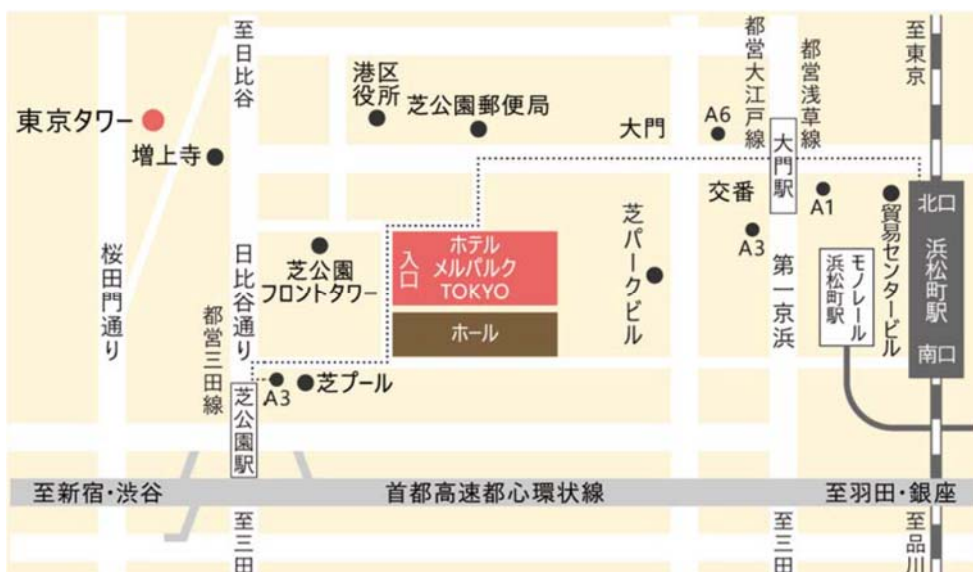 至日比谷
都営大江戸線
都営浅草線
至東京
港区
役所
芝公園郵便局
大門
A6
東京タワー
増上寺
大門駅
交番
A1
A3
北口
浜松町駅
南口
貿易センタービル
モノレール
浜松町駅
芝パークビル
第一京浜
入口
ホテル
メルパルク
TOKYO
ホール
芝公園
フロントタワー
桜田門通り
日比谷通り
都営三田線
A3
芝プール
芝公園駅
至新宿・渋谷
首都高速都心環状線
至羽田・銀座
至三田
至三田
至品川